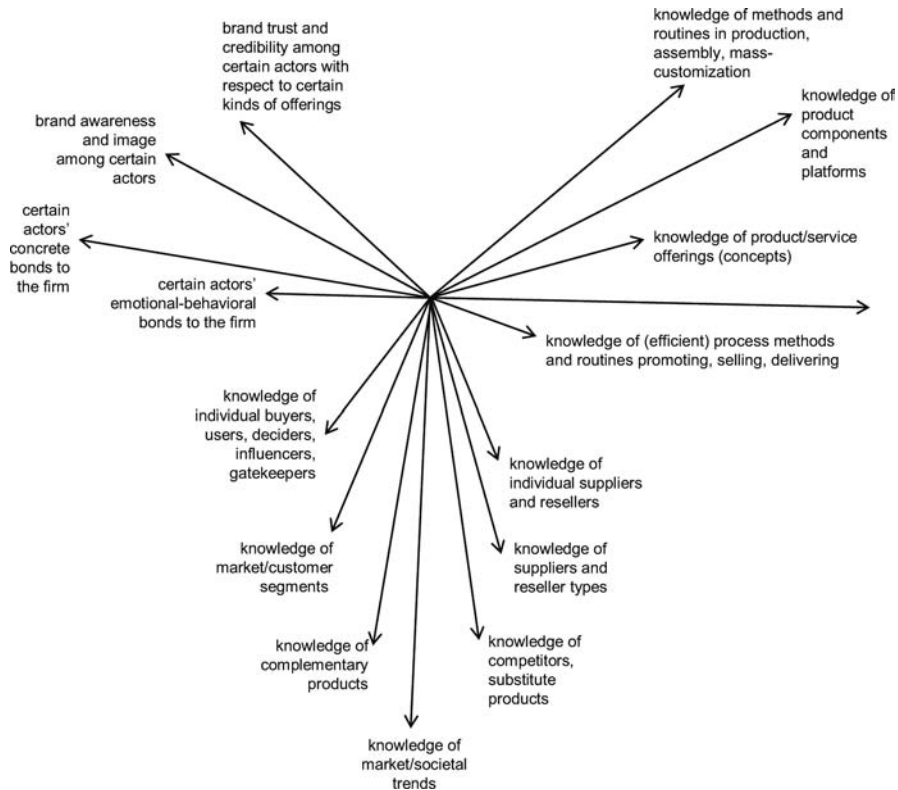 brand trust and
credibility among
certain actors with
respect to certain
kinds of offerings
knowledge of methods and
routines in production,
assembly, mass-
customization
knowledge of
product
components
and
platforms
brand awareness
and image
among certain
actors
certain
actors'
concrete
bonds to
the firm
knowledge of product/service
offerings (concepts)
certain actors'
emotional-behavioral
bonds to the firm
knowledge of (efficient) process methods
and routines promoting, selling, delivering
knowledge of
individual buyers,
users, deciders,
influencers,
gatekeepers
knowledge of
individual suppliers
and resellers
knowledge of
market/customer
segments
knowledge of
suppliers and
reseller types
knowledge of
complementary
products
knowledge of
competitors,
substitute
products
knowledge of
market/societal
trends